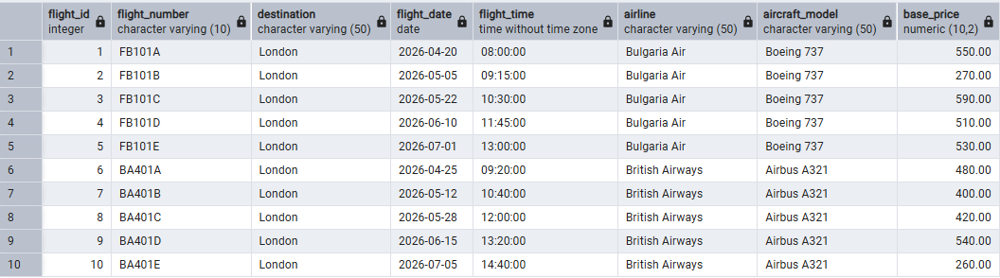 flight_id flight_number destination flight_date flight_time airline aircraft_model base_price
integer character varying (10) character varying (50) date time without time zone character varying (50) character varying (50) numeric (10,2)
1 1 FB101A London 2026-04-20 08:00:00 Bulgaria Air Boeing 737 550.00
2 2 FB101B London 2026-05-05 09:15:00 Bulgaria Air Boeing 737 270.00
3 3 FB101C London 2026-05-22 10:30:00 Bulgaria Air Boeing 737 590.00
4 4 FB101D London 2026-06-10 11:45:00 Bulgaria Air Boeing 737 510.00
5 5 FB101E London 2026-07-01 13:00:00 Bulgaria Air Boeing 737 530.00
6 6 BA401A London 2026-04-25 09:20:00 British Airways Airbus A321 480.00
7 7 BA401B London 2026-05-12 10:40:00 British Airways Airbus A321 400.00
8 8 BA401C London 2026-05-28 12:00:00 British Airways Airbus A321 420.00
9 9 BA401D London 2026-06-15 13:20:00 British Airways Airbus A321 540.00
10 10 BA401E London 2026-07-05 14:40:00 British Airways Airbus A321 260.00